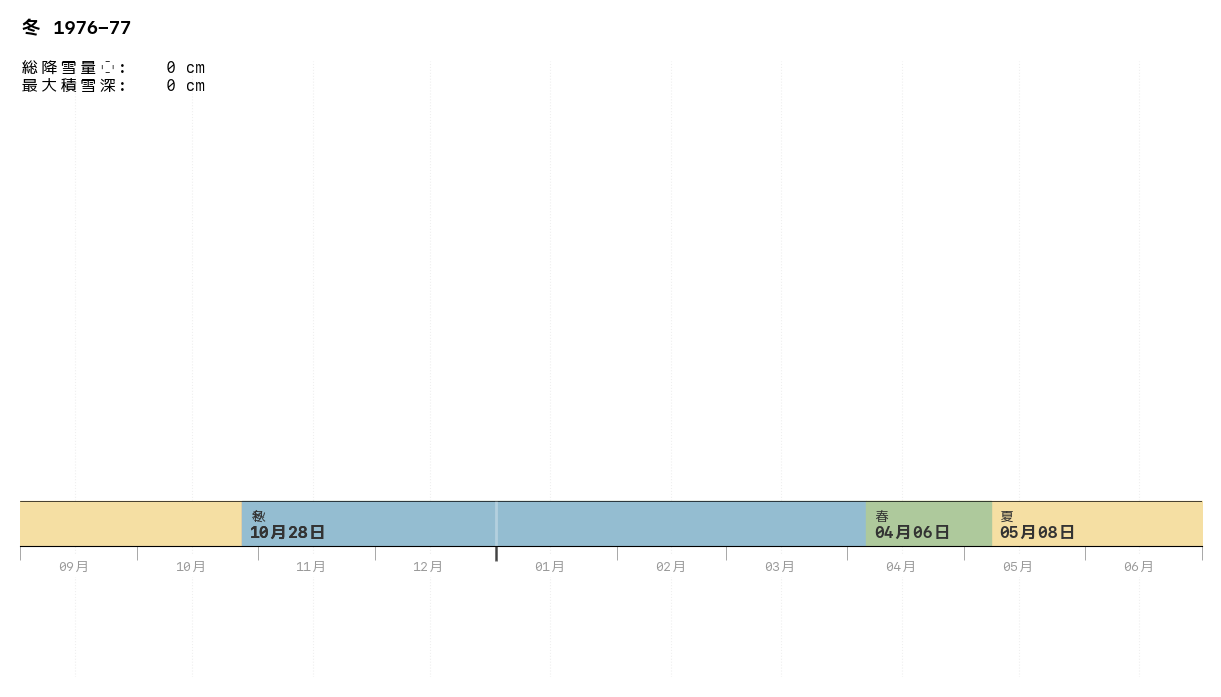 冬 1976–77
総降雪量: 0 cm
最大積雪深: 0 cm
秋
冬
10月28日
春
04月06日
夏
05月08日
09月 10月 11月 12月 01月 02月 03月 04月 05月 06月